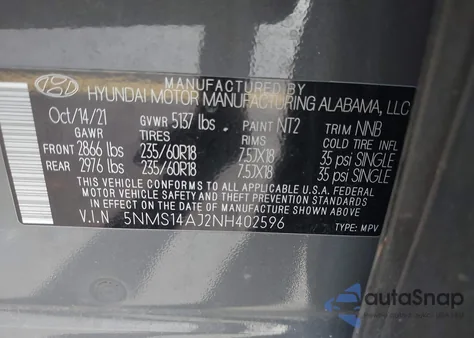 MANUFACTURED BY
HYUNDAI MOTOR MANUFACTURING ALABAMA, LLC
Oct/14/21 GVWR 5137 lbs PAINT NT2 TRIM NNB
GAWR TIRES RIMS COLD TIRE INFL
FRONT 2866 lbs 235/60R18 7.5JX18 35 psi SINGLE
REAR 2976 lbs 235/60R18 7.5JX18 35 psi SINGLE
THIS VEHICLE CONFORMS TO ALL APPLICABLE U.S.A. FEDERAL
MOTOR VEHICLE SAFETY AND THEFT PREVENTION STANDARDS
IN EFFECT ON THE DATE OF MANUFACTURE SHOWN ABOVE.
V.I.N 5NMS14AJ2NH402596 TYPE: MPV
autaSnap